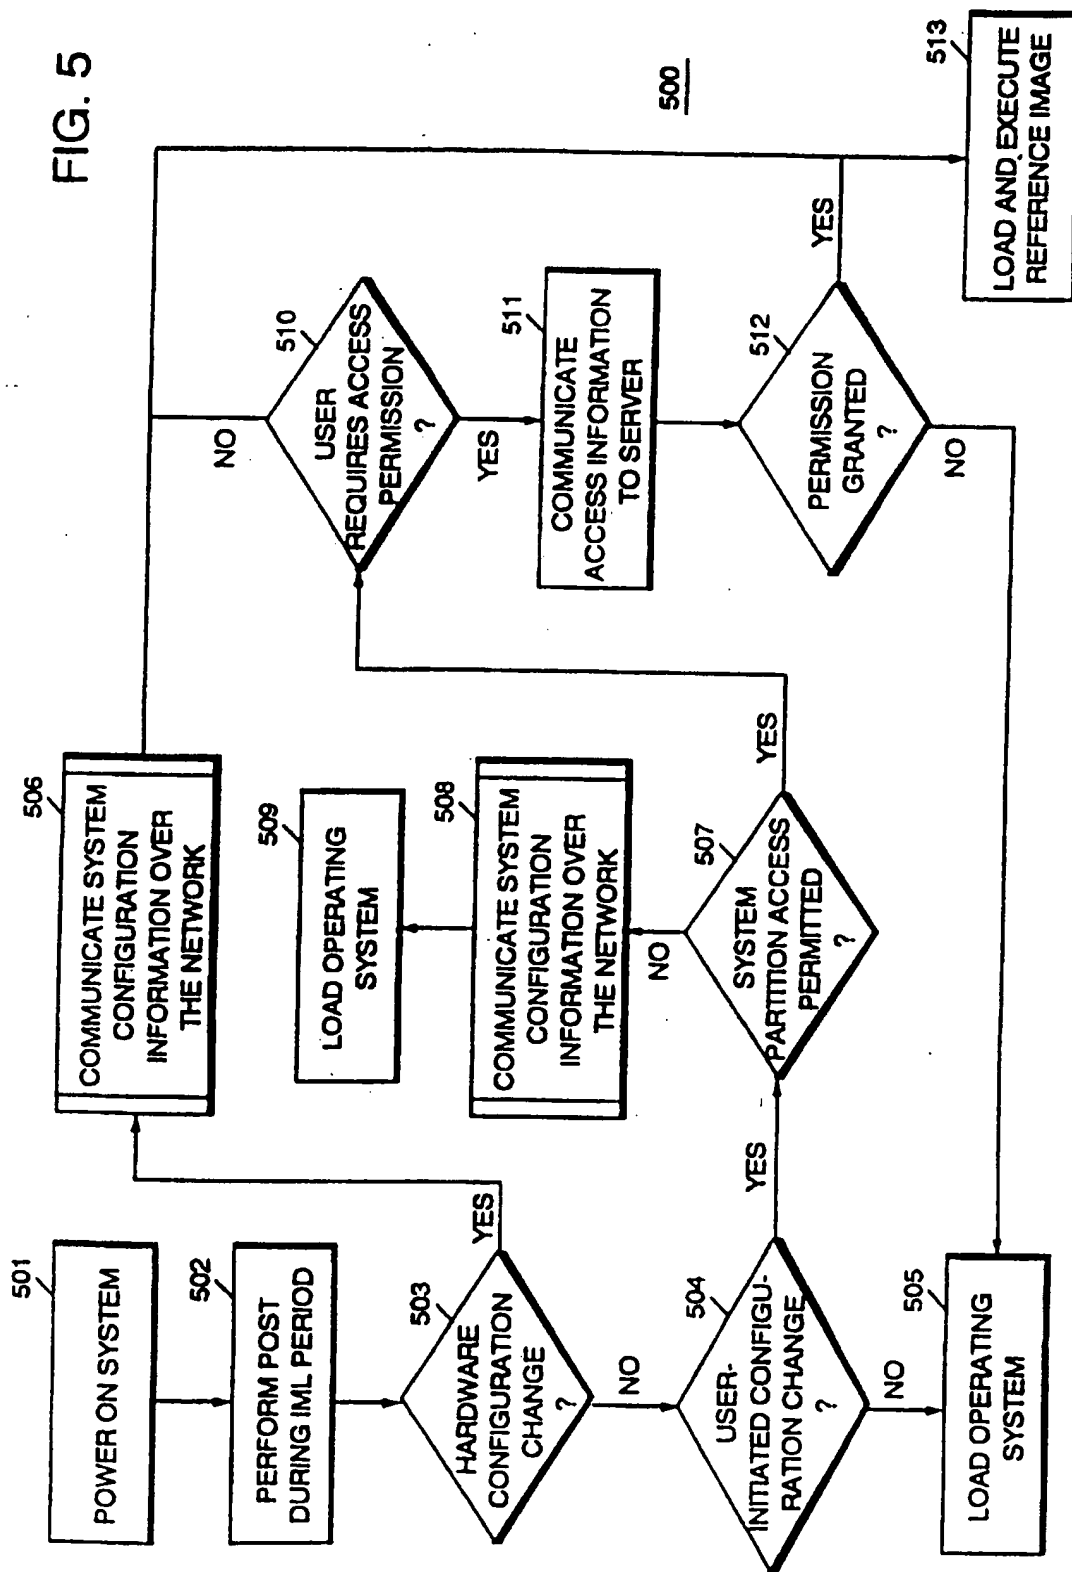 FIG. 5
500
501
POWER ON SYSTEM
502
PERFORM POST
DURING IML PERIOD
503
HARDWARE
CONFIGURATION
CHANGE
?
YES
NO
504
USER-
INITIATED CONFIGU-
RATION CHANGE
?
YES
NO
505
LOAD OPERATING
SYSTEM
506
COMMUNICATE SYSTEM
CONFIGURATION
INFORMATION OVER
THE NETWORK
509
LOAD OPERATING
SYSTEM
508
COMMUNICATE SYSTEM
CONFIGURATION
INFORMATION OVER
THE NETWORK
NO
507
SYSTEM
PARTITION ACCESS
PERMITTED
?
YES
NO
510
USER
REQUIRES ACCESS
PERMISSION
?
YES
511
COMMUNICATE
ACCESS INFORMATION
TO SERVER
512
PERMISSION
GRANTED
?
YES
NO
513
LOAD AND EXECUTE
REFERENCE IMAGE